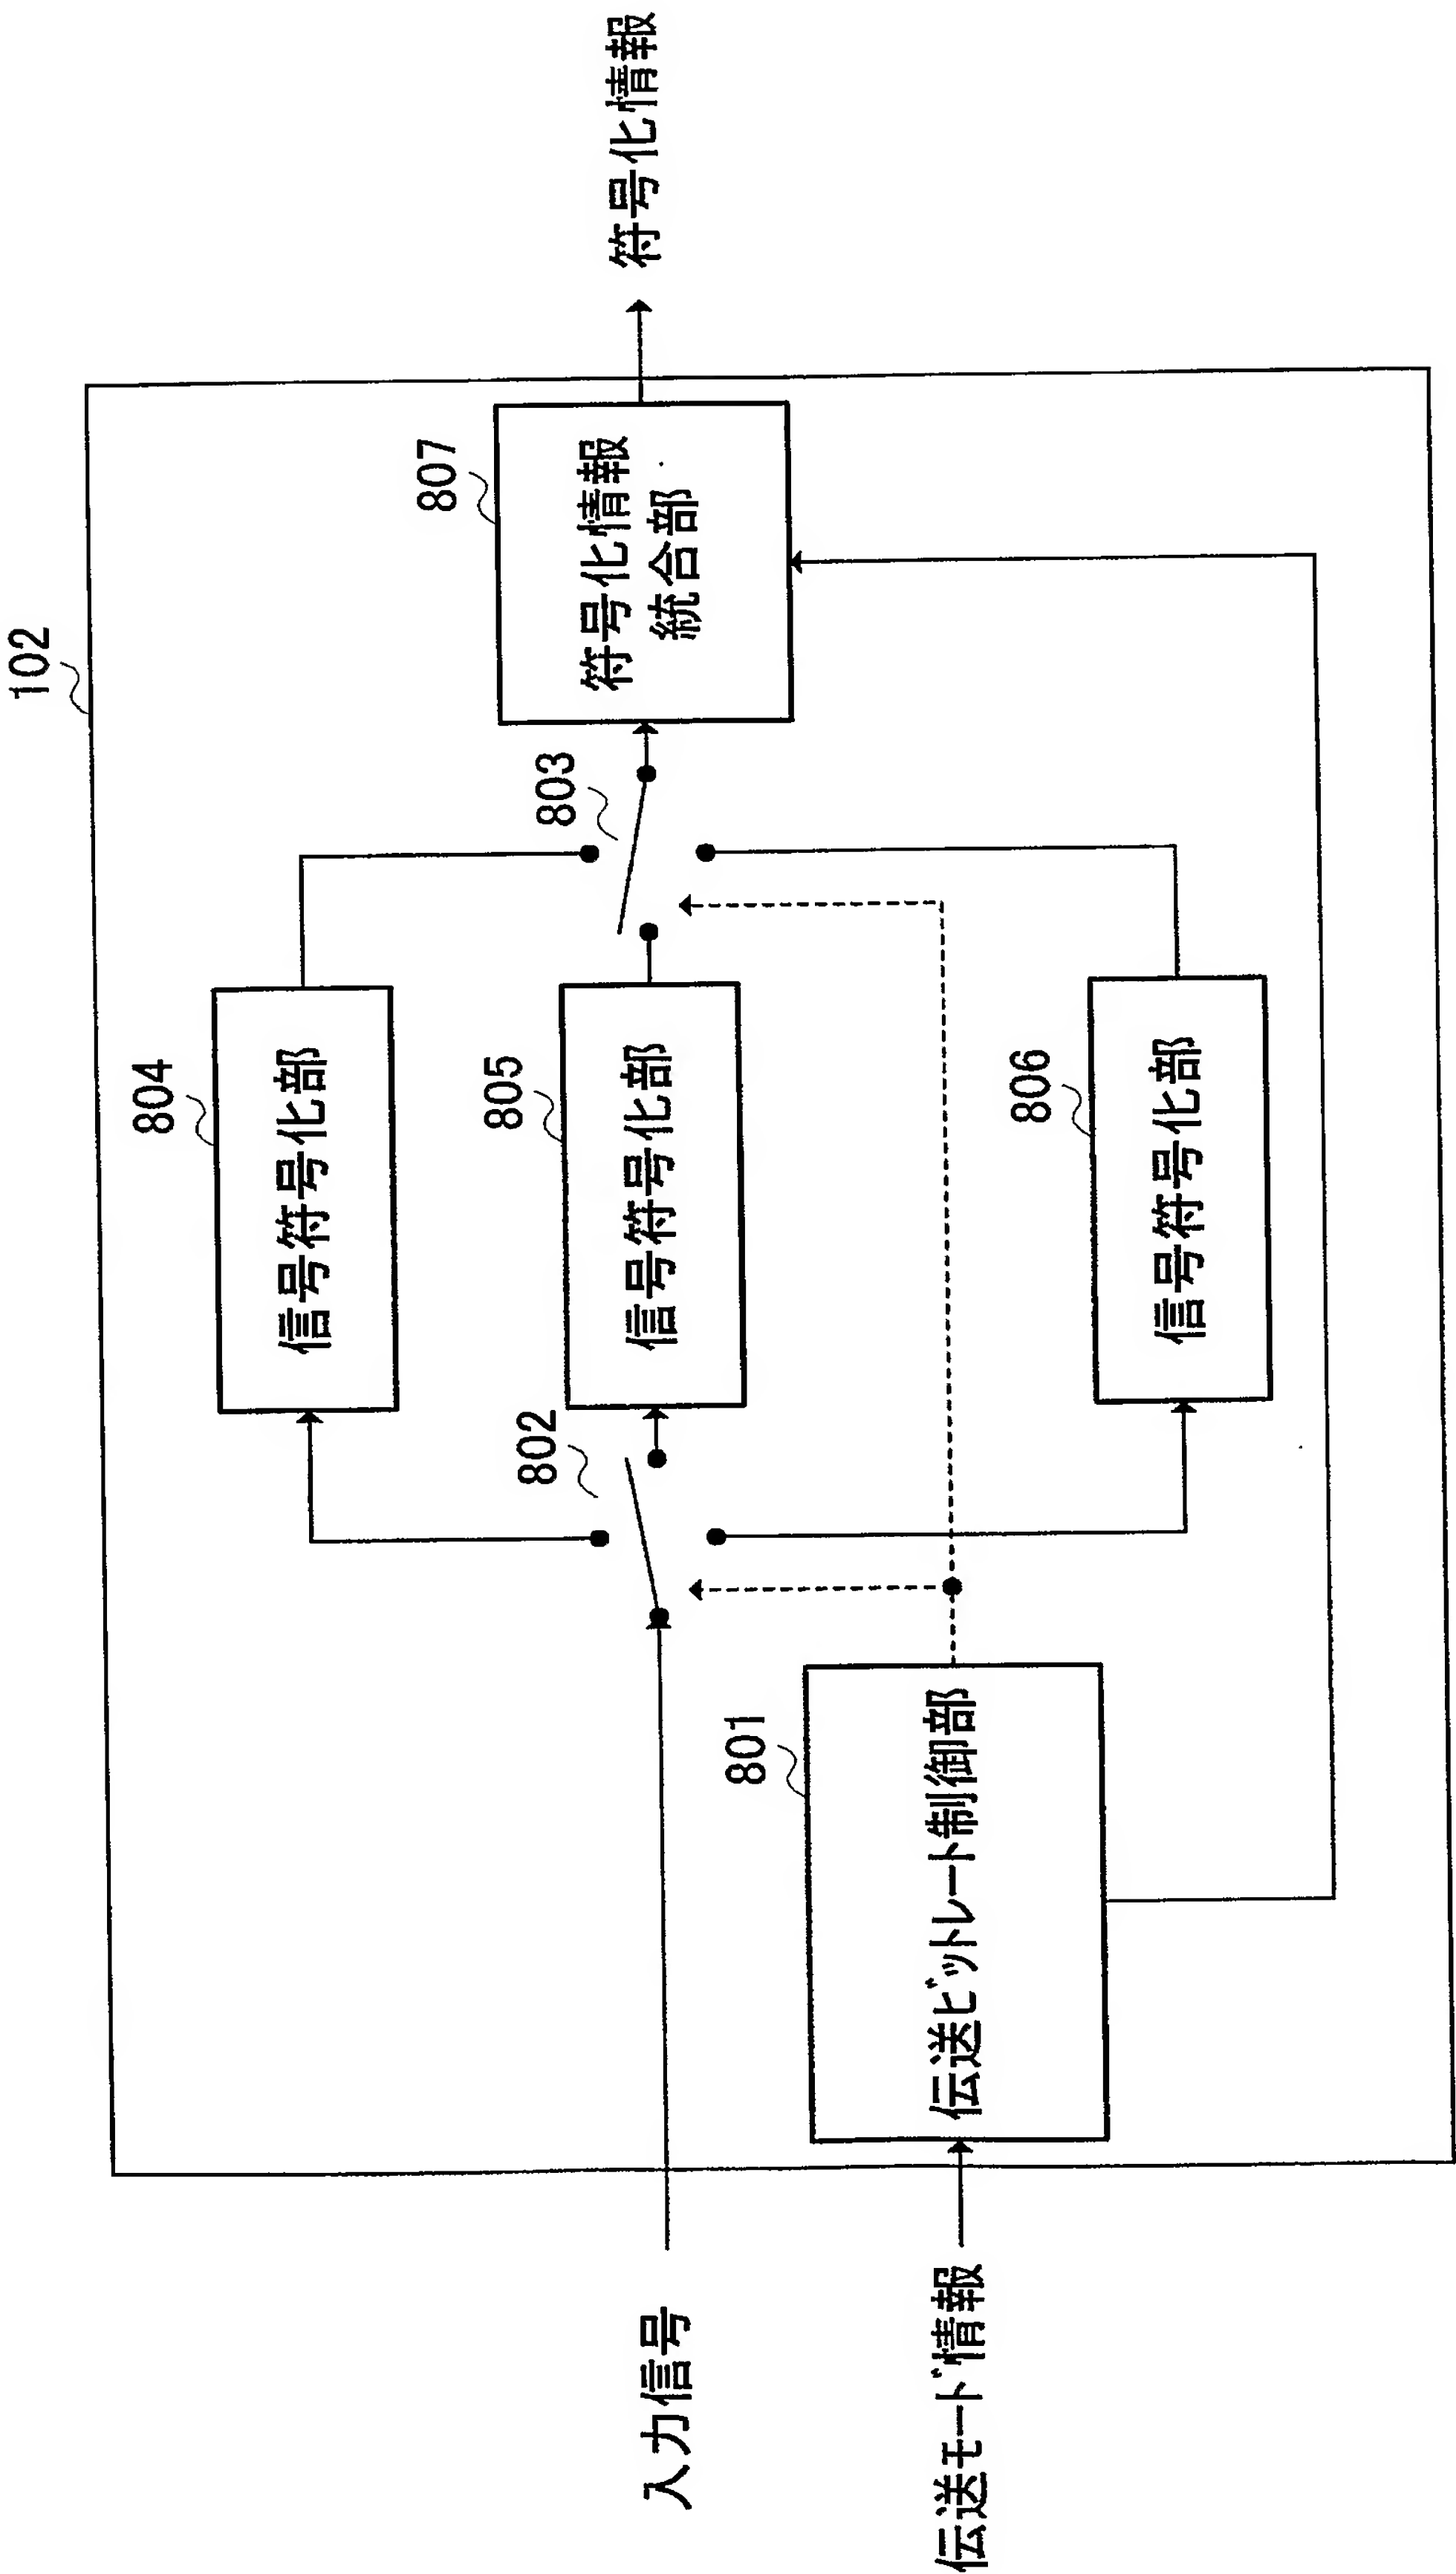 102
807
符号化情報
統合部
符号化情報
803
804
信号符号化部
805
信号符号化部
806
信号符号化部
802
801
伝送ビットレート制御部
入力信号
伝送モード情報